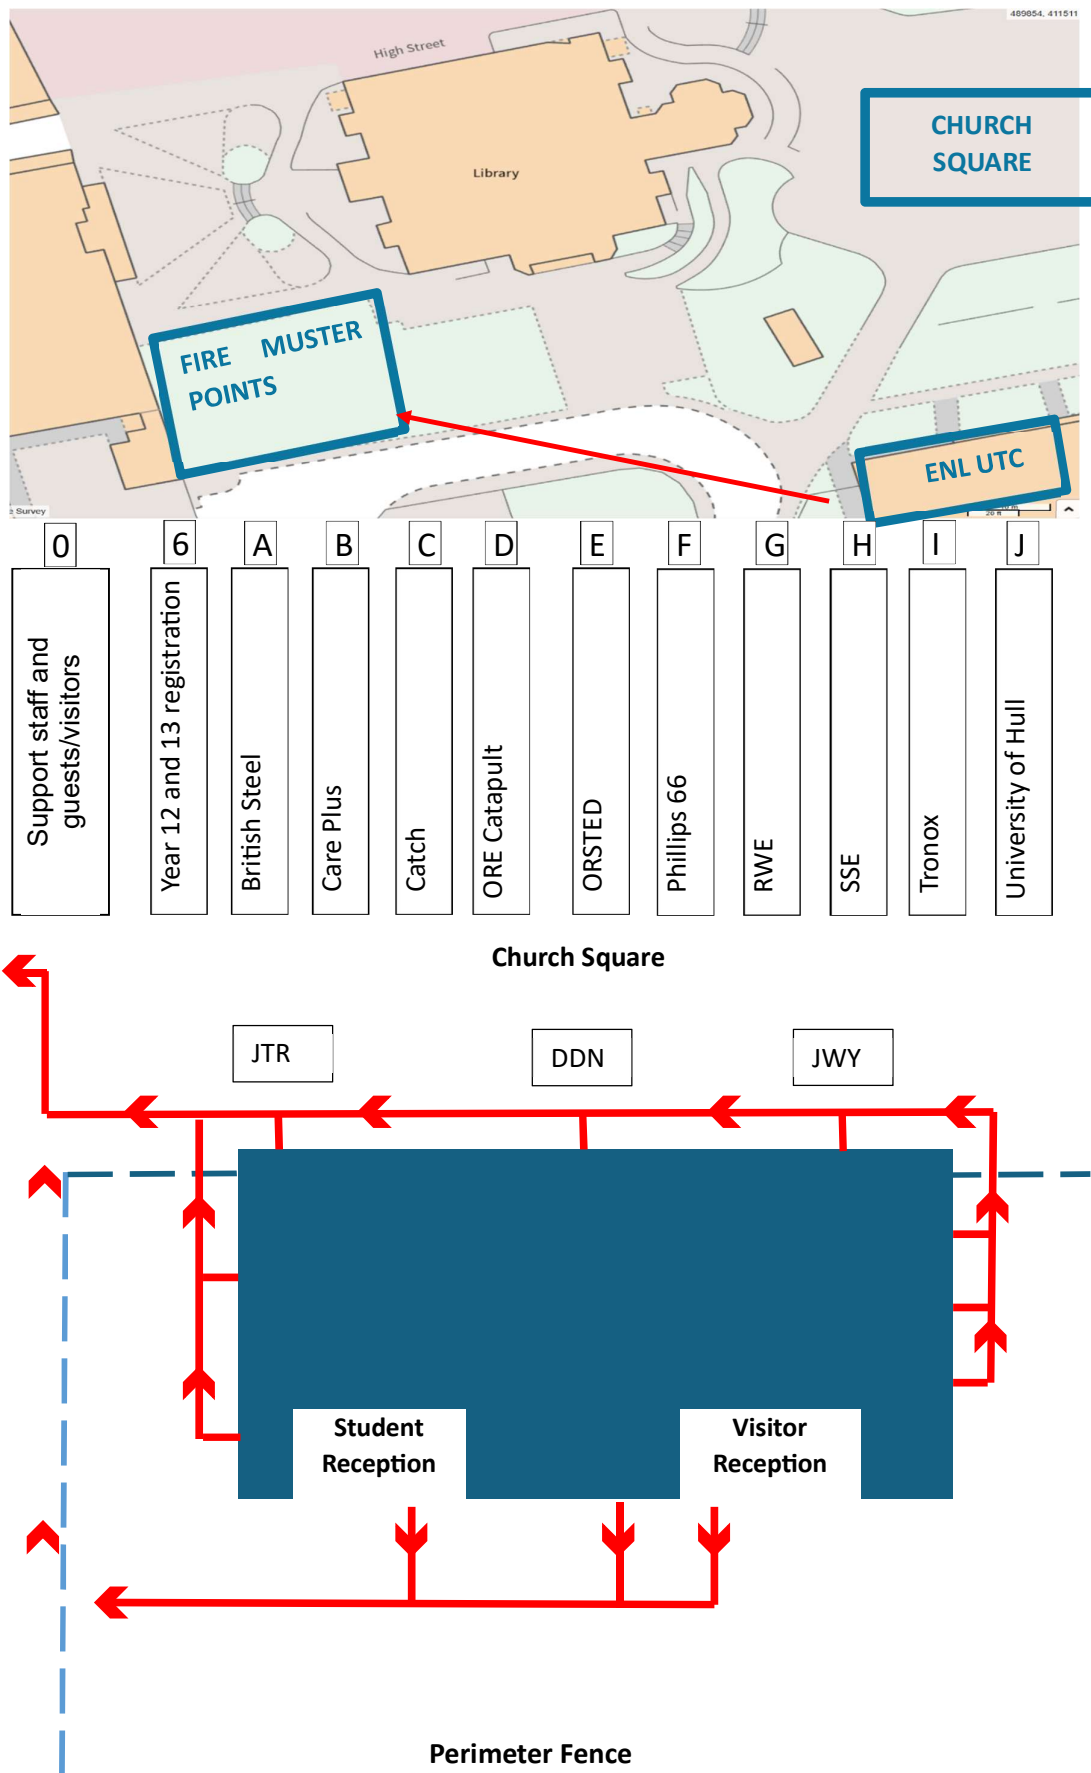 489854, 411511
High Street
CHURCH
SQUARE
Library
FIRE MUSTER
POINTS
ENL UTC
e Survey
20 ft
0
6
A
B
C
D
E
F
G
H
I
J
Support staff and
guests/visitors
Year 12 and 13 registration
British Steel
Care Plus
Catch
ORE Catapult
ORSTED
Phillips 66
RWE
SSE
Tronox
University of Hull
Church Square
JTR
DDN
JWY
Student
Reception
Visitor
Reception
Perimeter Fence